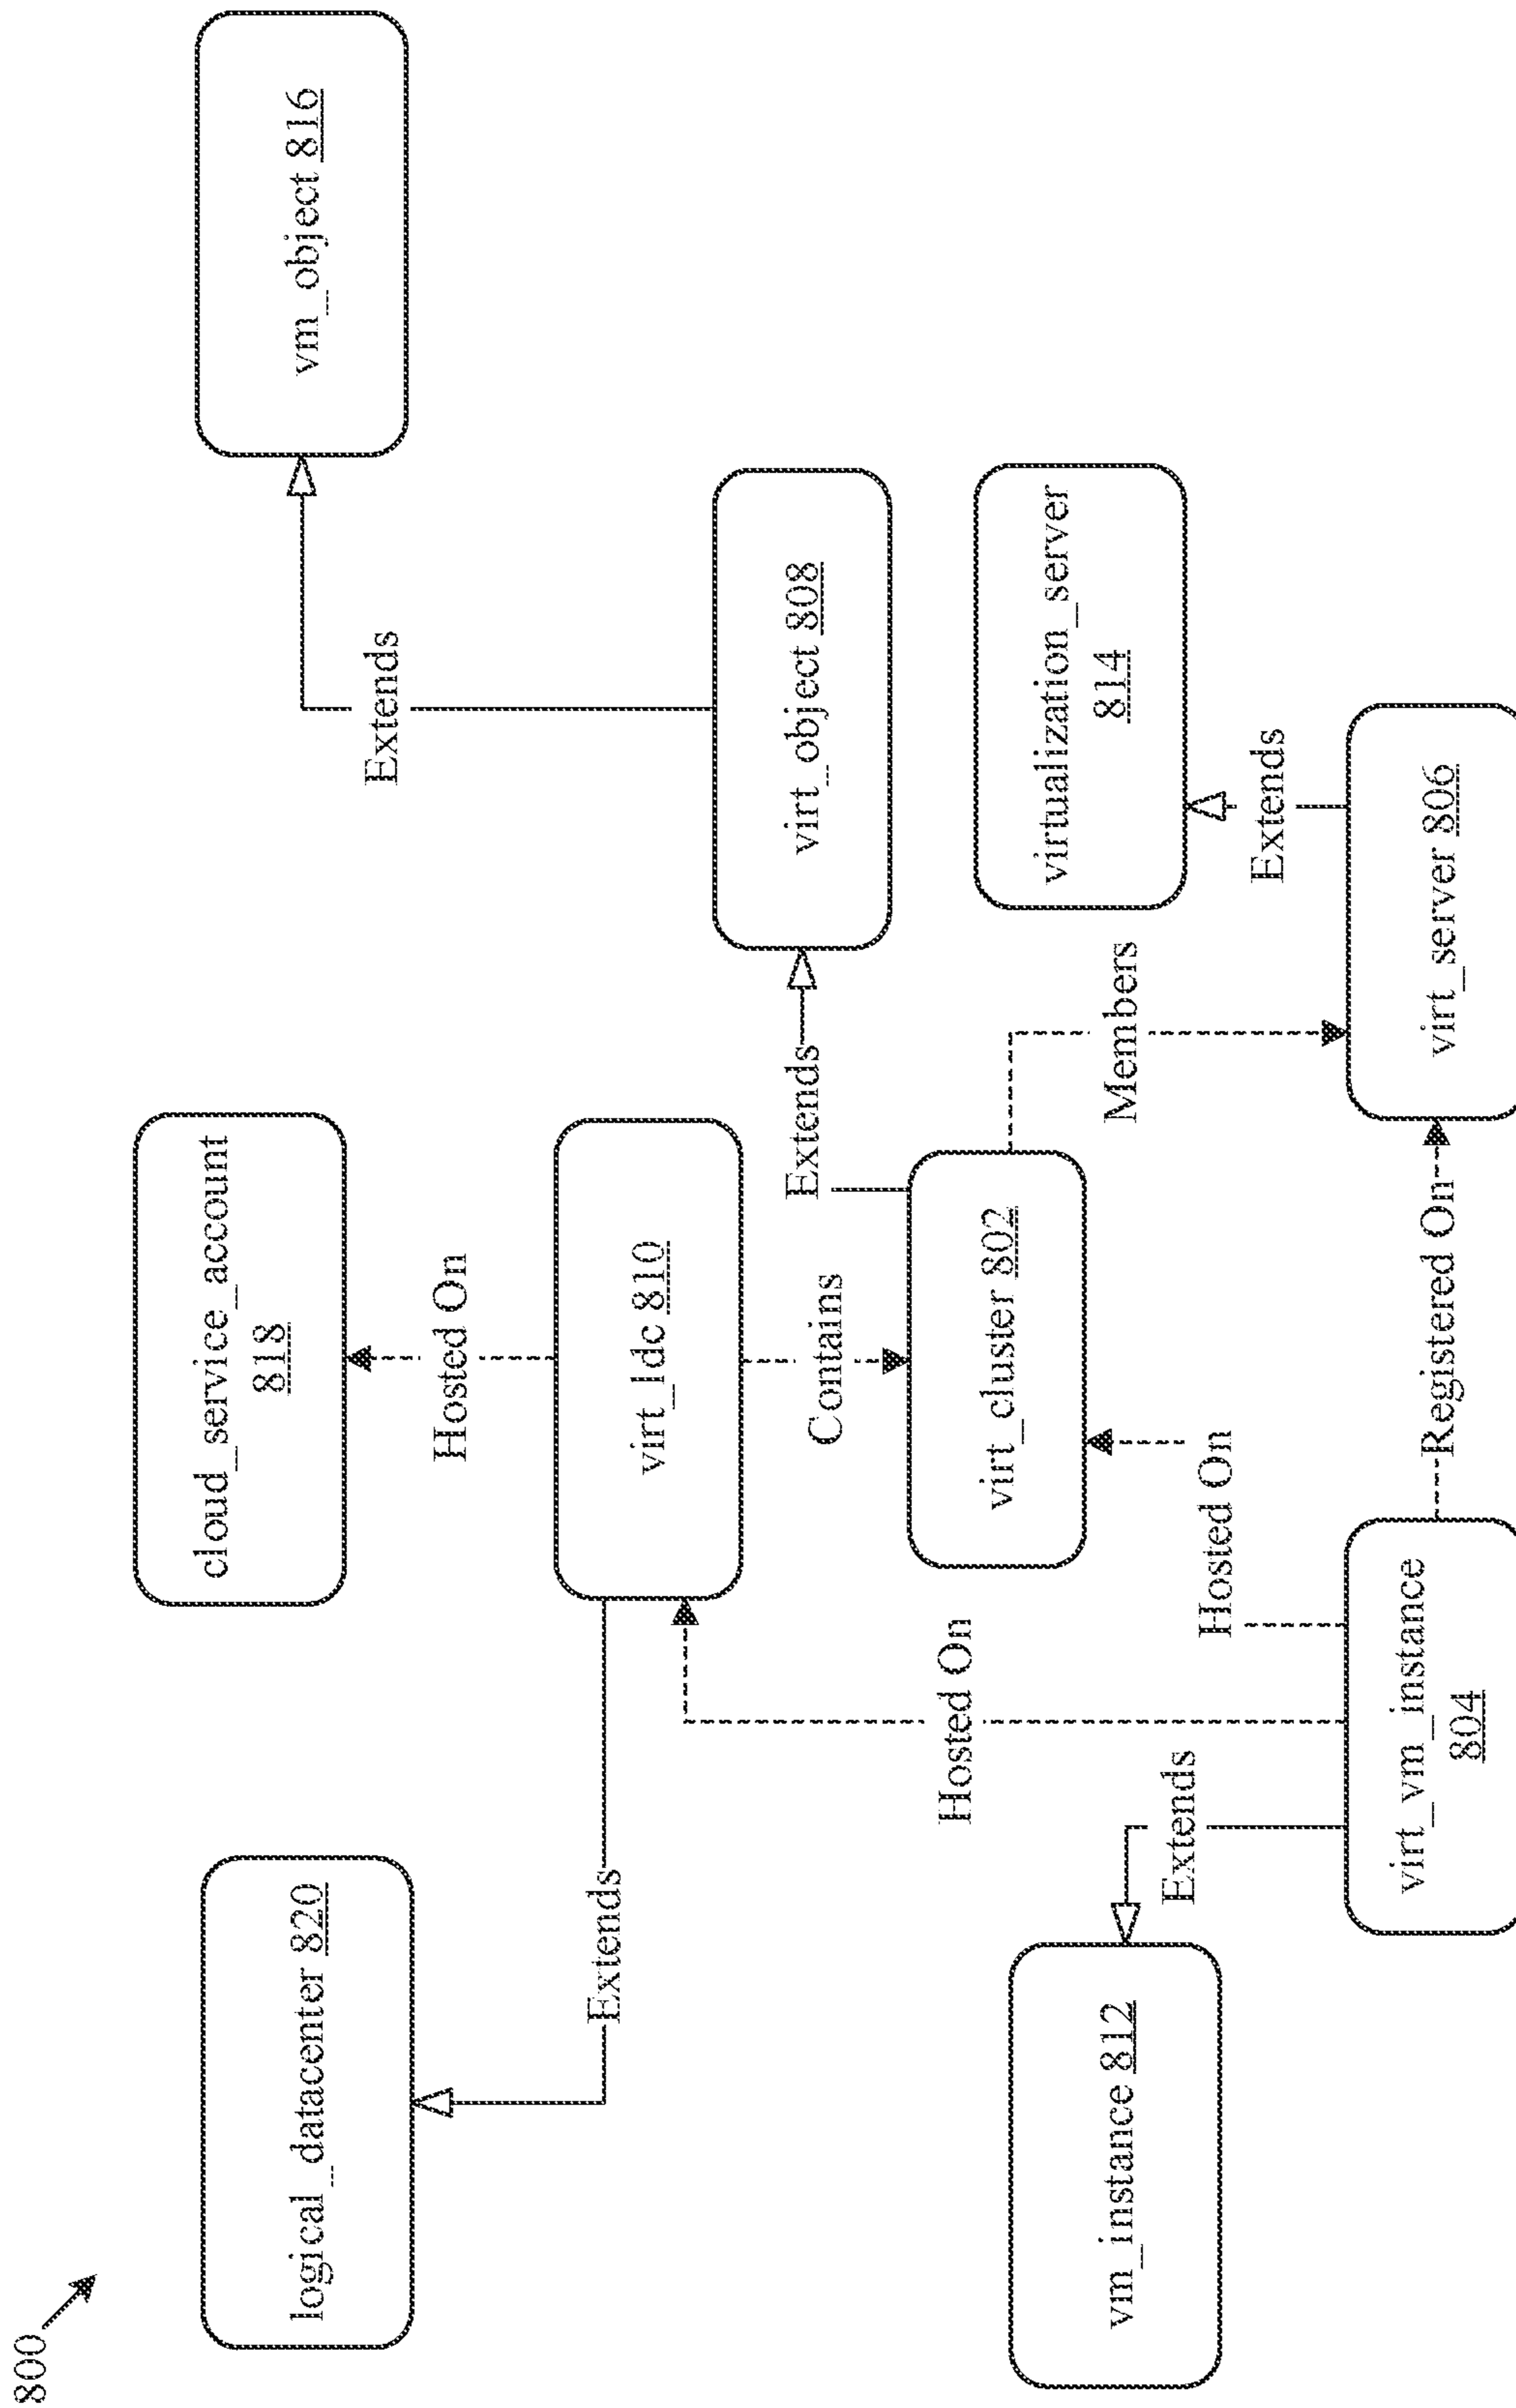 800
logical_datacenter 820
cloud_service_account
818
vm_object 816
Extends
Hosted On
Extends
virt_ldc 810
virt_object 808
Contains
Extends
Hosted On
virt_cluster 802
virtualization_server
814
vm_instance 812
Extends
Hosted On
Members
Extends
virt_vm_instance
804
Registered On
virt_server 806